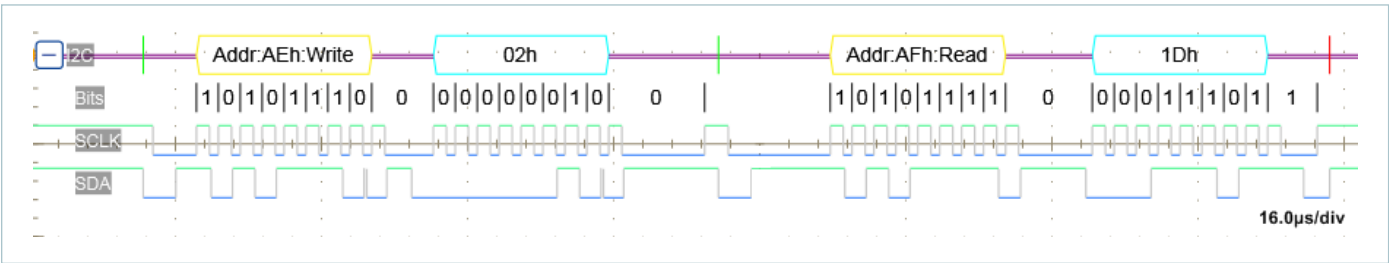 I2C Addr:AEh:Write 02h Addr:AFh:Read 1Dh
Bits 1 0 1 0 1 1 1 0 0 0 0 0 0 0 0 1 0 0 1 0 1 0 1 1 1 1 0 0 0 0 1 1 1 0 1 1
SCLK
SDA
16.0µs/div